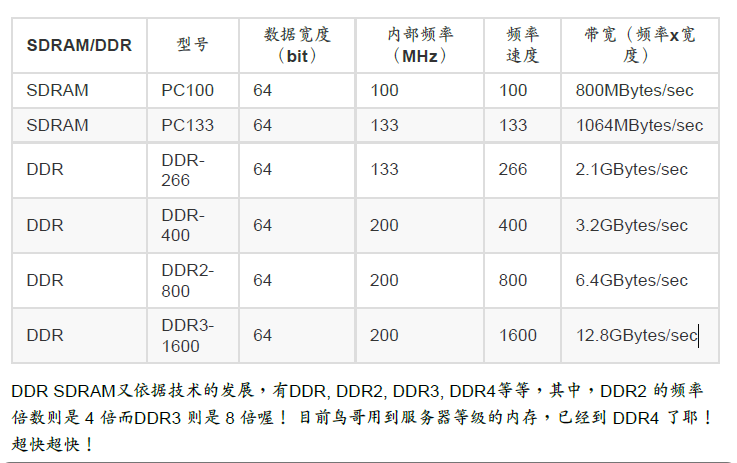 SDRAM/DDR 型号 数据宽度（bit） 内部频率（MHz） 频率速度 带宽（频率x宽度）
SDRAM PC100 64 100 100 800MBytes/sec
SDRAM PC133 64 133 133 1064MBytes/sec
DDR DDR-266 64 133 266 2.1GBytes/sec
DDR DDR-400 64 200 400 3.2GBytes/sec
DDR DDR2-800 64 200 800 6.4GBytes/sec
DDR DDR3-1600 64 200 1600 12.8GBytes/sec
DDR SDRAM又依据技术的发展，有DDR, DDR2, DDR3, DDR4等等，其中，DDR2 的频率
倍数则是 4 倍而DDR3 则是 8 倍喔！ 目前鸟哥用到服务器等级的内存，已经到 DDR4 了耶！
超快超快！